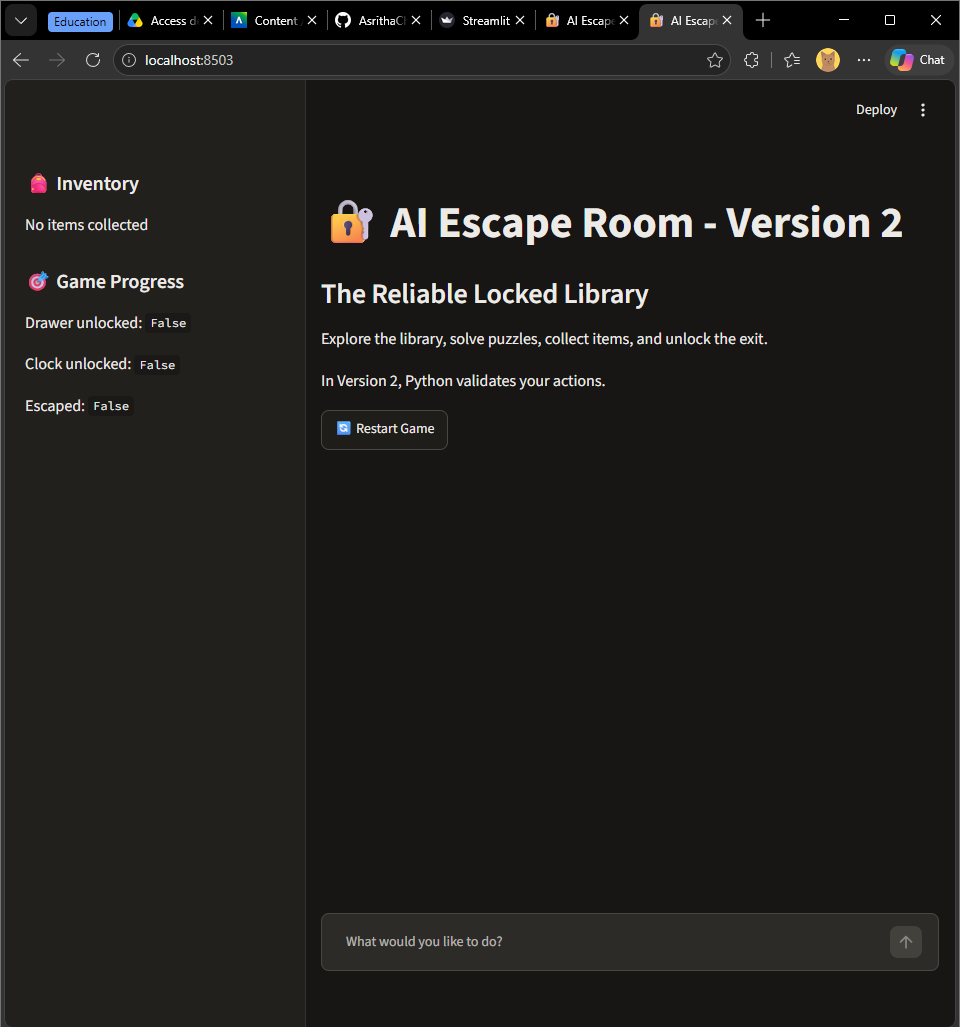 Education
Access d
Content
AsrithaC
Streamlit
AI Escape
AI Escape
localhost:8503
Chat
Deploy
Inventory
No items collected
Game Progress
Drawer unlocked: False
Clock unlocked: False
Escaped: False
AI Escape Room - Version 2
The Reliable Locked Library
Explore the library, solve puzzles, collect items, and unlock the exit.
In Version 2, Python validates your actions.
Restart Game
What would you like to do?